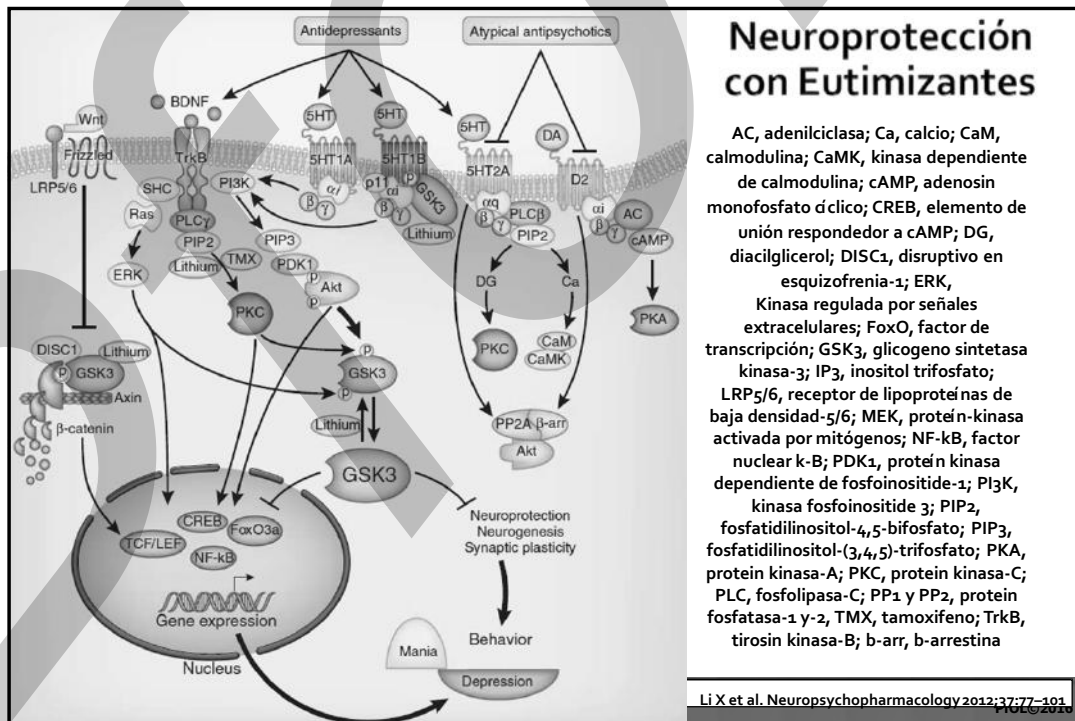 Antidepressants
Atypical antipsychotics
BDNF
Wnt
Frizzled
LRP5/6
TrkB
5HT
5HT1A
5HT
5HT1B
5HT
5HT2A
DA
D2
SHC
Ras
PLCγ
PIP2
Lithium
TMX
PI3K
PIP3
PDK1
p
Akt
p
β
γ
p11
αi
β
γ
p
GSK3
Lithium
αq
β
γ
PLCβ
PIP2
αi
β
γ
AC
cAMP
ERK
PKC
DG
Ca
PKC
CaM
CaMK
PKA
DISC1
Lithium
p
GSK3
Axin
β-catenin
p
GSK3
p
Lithium
GSK3
PP2A
β-arr
Akt
CREB
FoxO3a
TCF/LEF
NF-kB
Gene expression
Nucleus
Neuroprotection
Neurogenesis
Synaptic plasticity
Behavior
Mania
Depression
Neuroprotección
con Eutimizantes
AC, adenilciclasa; Ca, calcio; CaM,
calmodulina; CaMK, kinasa dependiente
de calmodulina; cAMP, adenosin
monofosfato cíclico; CREB, elemento de
unión respondedor a cAMP; DG,
diacilglicerol; DISC1, disruptivo en
esquizofrenia-1; ERK,
Kinasa regulada por señales
extracelulares; FoxO, factor de
transcripción; GSK3, glicogeno sintetasa
kinasa-3; IP3, inositol trifosfato;
LRP5/6, receptor de lipoproteínas de
baja densidad-5/6; MEK, proteín-kinasa
activada por mitógenos; NF-kB, factor
nuclear k-B; PDK1, proteín kinasa
dependiente de fosfoinositide-1; PI3K,
kinasa fosfoinositide 3; PIP2,
fosfatidilinositol-4,5-bifosfato; PIP3,
fosfatidilinositol-(3,4,5)-trifosfato; PKA,
protein kinasa-A; PKC, protein kinasa-C;
PLC, fosfolipasa-C; PP1 y PP2, protein
fosfatasa-1 y-2, TMX, tamoxifeno; TrkB,
tirosin kinasa-B; b-arr, b-arrestina
Li X et al. Neuropsychopharmacology 2012;37:77–101